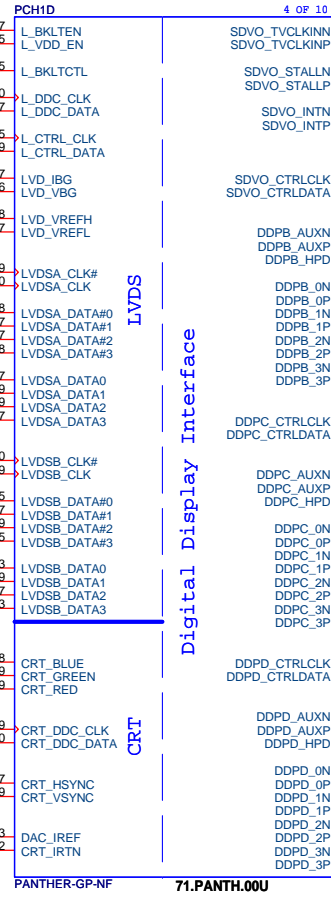 PCH1D 4 OF 10
L_BKLTEN
L_VDD_EN
L_BKLTCTL
L_DDC_CLK
L_DDC_DATA
L_CTRL_CLK
L_CTRL_DATA
LVD_IBG
LVD_VBG
LVD_VREFH
LVD_VREFL
LVDSA_CLK#
LVDSA_CLK
LVDSA_DATA#0
LVDSA_DATA#1
LVDSA_DATA#2
LVDSA_DATA#3
LVDSA_DATA0
LVDSA_DATA1
LVDSA_DATA2
LVDSA_DATA3
LVDSB_CLK#
LVDSB_CLK
LVDSB_DATA#0
LVDSB_DATA#1
LVDSB_DATA#2
LVDSB_DATA#3
LVDSB_DATA0
LVDSB_DATA1
LVDSB_DATA2
LVDSB_DATA3
CRT_BLUE
CRT_GREEN
CRT_RED
CRT_DDC_CLK
CRT_DDC_DATA
CRT_HSYNC
CRT_VSYNC
DAC_IREF
CRT_IRTN
LVDS
CRT
Digital Display Interface
SDVO_TVCLKINN
SDVO_TVCLKINP
SDVO_STALLN
SDVO_STALLP
SDVO_INTN
SDVO_INTP
SDVO_CTRLCLK
SDVO_CTRLDATA
DDPB_AUXN
DDPB_AUXP
DDPB_HPD
DDPB_0N
DDPB_0P
DDPB_1N
DDPB_1P
DDPB_2N
DDPB_2P
DDPB_3N
DDPB_3P
DDPC_CTRLCLK
DDPC_CTRLDATA
DDPC_AUXN
DDPC_AUXP
DDPC_HPD
DDPC_0N
DDPC_0P
DDPC_1N
DDPC_1P
DDPC_2N
DDPC_2P
DDPC_3N
DDPC_3P
DDPD_CTRLCLK
DDPD_CTRLDATA
DDPD_AUXN
DDPD_AUXP
DDPD_HPD
DDPD_0N
DDPD_0P
DDPD_1N
DDPD_1P
DDPD_2N
DDPD_2P
DDPD_3N
DDPD_3P
PANTHER-GP-NF 71.PANTH.00U